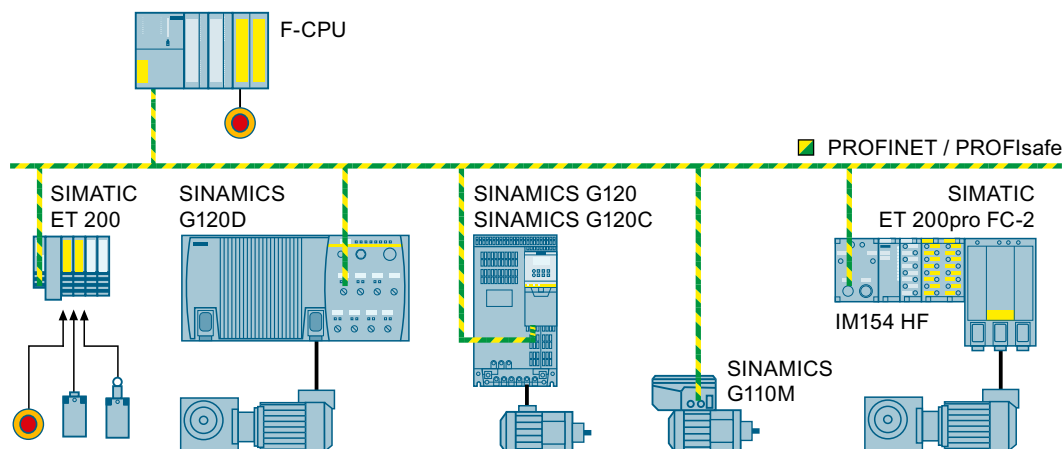 F-CPU
PROFINET / PROFIsafe
SIMATIC
ET 200
SINAMICS
G120D
SINAMICS G120
SINAMICS G120C
SIMATIC
ET 200pro FC-2
IM154 HF
SINAMICS
G110M